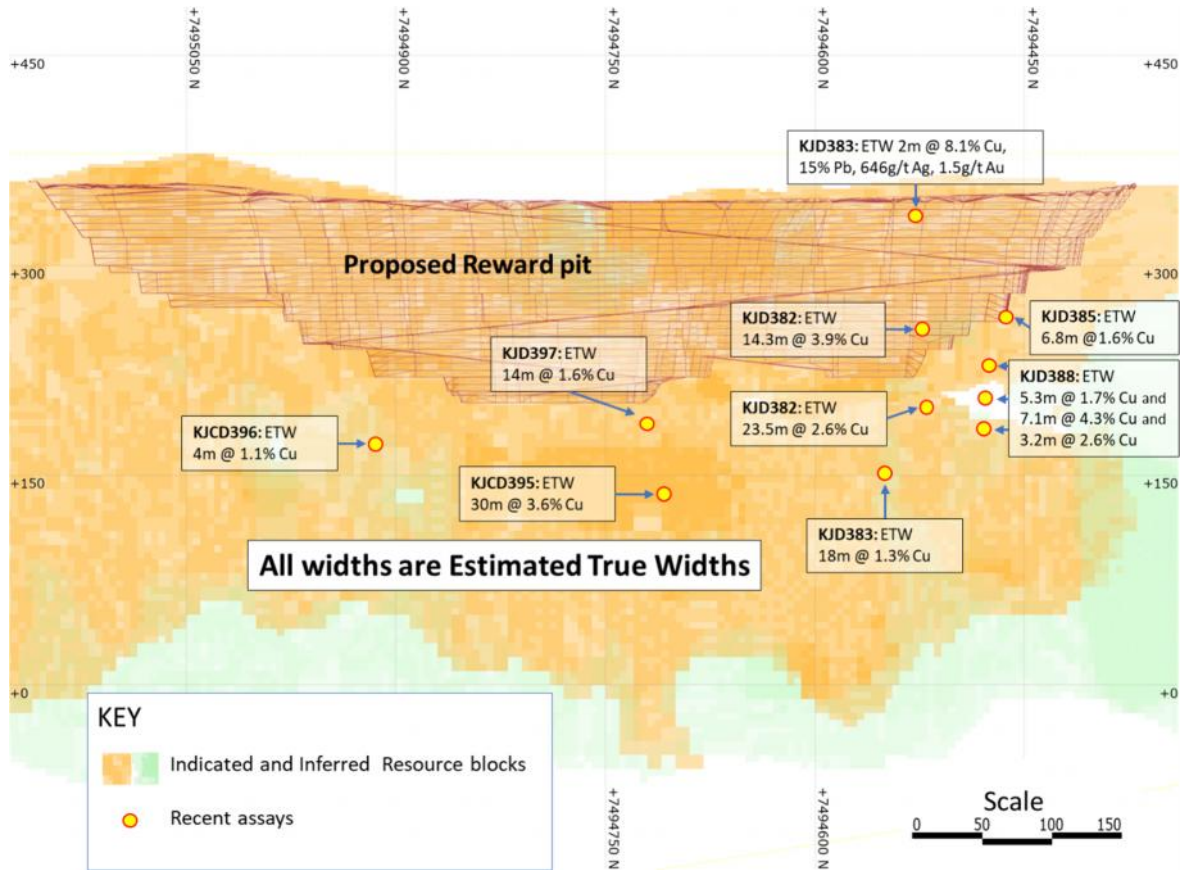 +7495050 N
+7494900 N
+7494750 N
+7494600 N
+7494450 N
+450
+450
KJD383: ETW 2m @ 8.1% Cu,
15% Pb, 646g/t Ag, 1.5g/t Au
+300
+300
Proposed Reward pit
KJD382: ETW
14.3m @ 3.9% Cu
KJD385: ETW
6.8m @1.6% Cu
KJD397: ETW
14m @ 1.6% Cu
KJD388: ETW
5.3m @ 1.7% Cu and
7.1m @ 4.3% Cu and
3.2m @ 2.6% Cu
KJD382: ETW
23.5m @ 2.6% Cu
KJCD396: ETW
4m @ 1.1% Cu
KJCD395: ETW
30m @ 3.6% Cu
+150
+150
KJD383: ETW
18m @ 1.3% Cu
All widths are Estimated True Widths
+0
+0
KEY
Indicated and Inferred Resource blocks
Recent assays
+7494750 N
+7494600 N
Scale
0 50 100 150